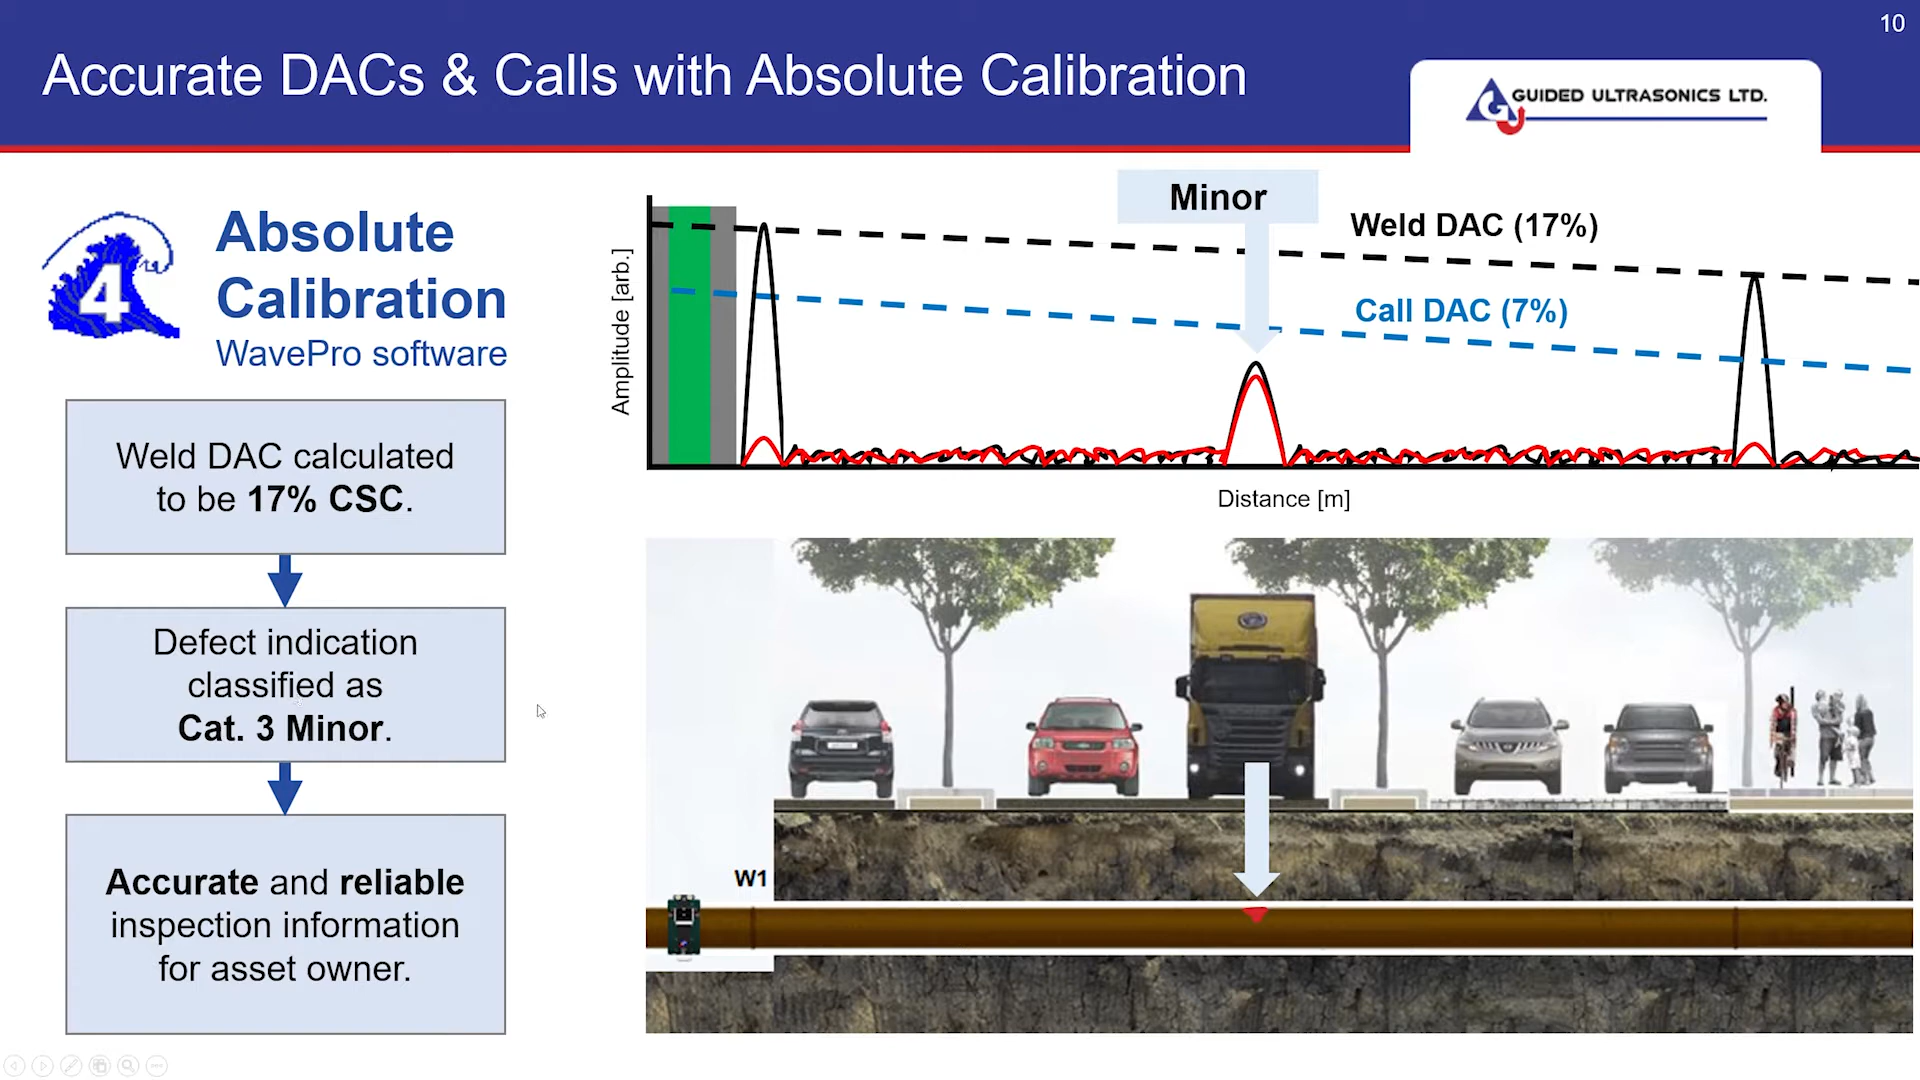 10
Accurate DACs & Calls with Absolute Calibration
GUIDED ULTRASONICS LTD.
4
Absolute
Calibration
WavePro software
Weld DAC calculated
to be 17% CSC.
Defect indication
classified as
Cat. 3 Minor.
Accurate and reliable
inspection information
for asset owner.
Minor
Weld DAC (17%)
Call DAC (7%)
Amplitude [arb.]
Distance [m]
W1